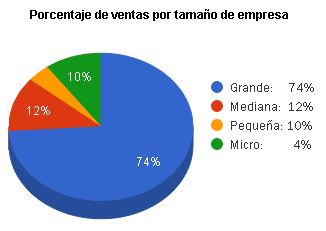 Porcentaje de ventas por tamaño de empresa
10%
12%
74%
Grande: 74%
Mediana: 12%
Pequeña: 10%
Micro: 4%